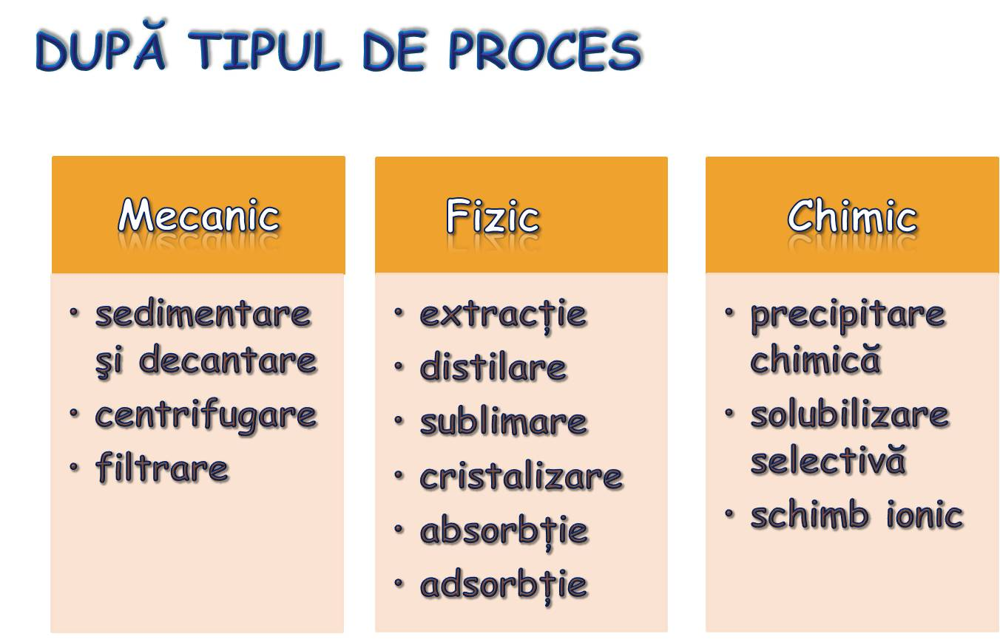 DUPĂ TIPUL DE PROCES
Mecanic
• sedimentare
şi decantare
• centrifugare
• filtrare
Fizic
• extracție
• distilare
• sublimare
• cristalizare
• absorbție
• adsorbție
Chimic
• precipitare
chimică
• solubilizare
selectivă
• schimb ionic